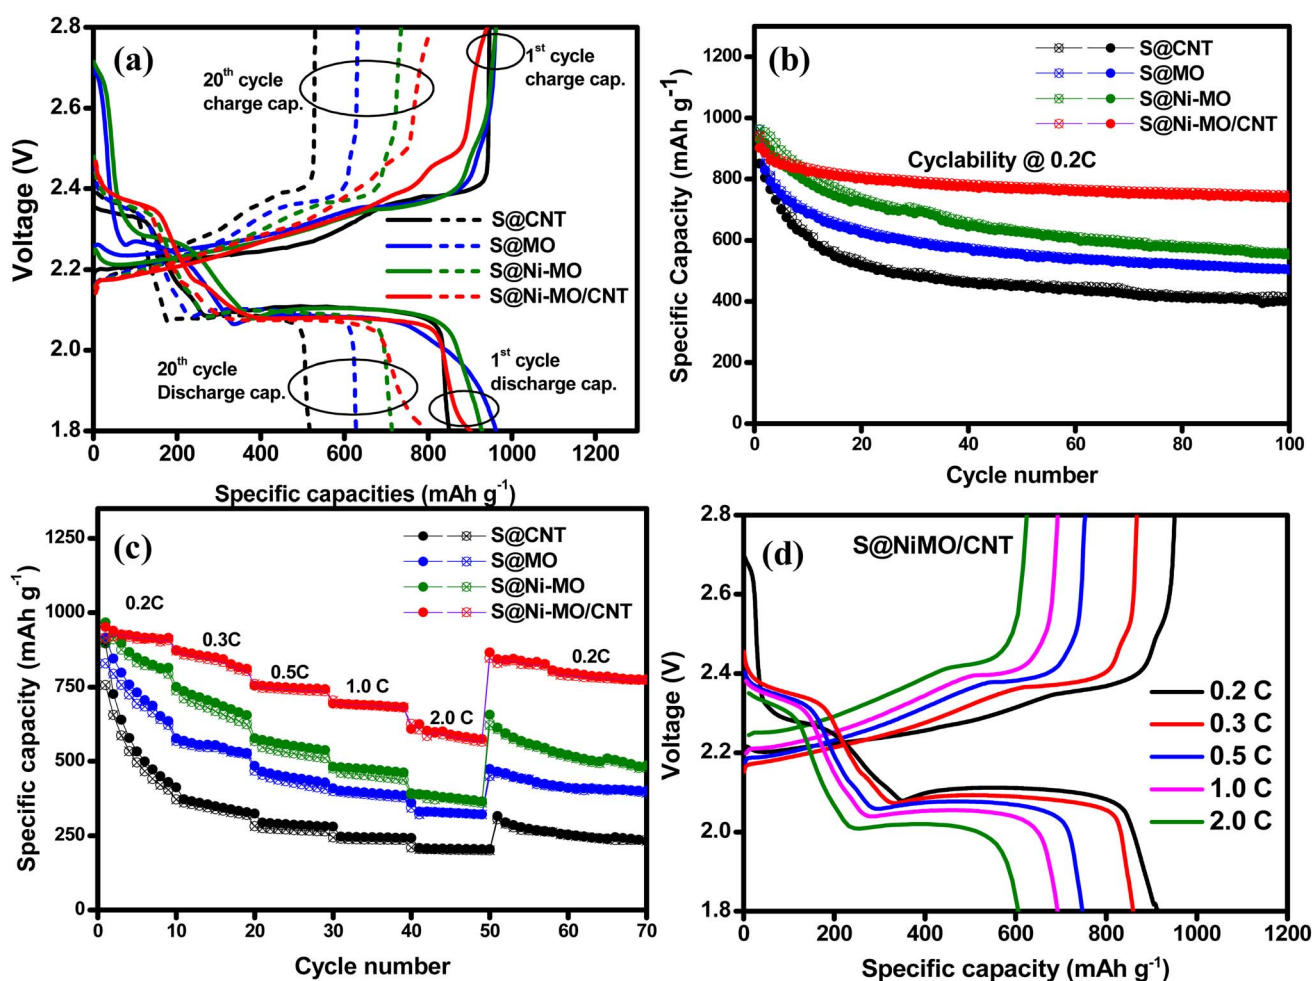 (a)
2.8
2.6
2.4
2.2
2.0
1.8
Voltage (V)
20th cycle
charge cap.
1st cycle
charge cap.
S@CNT
S@MO
S@Ni-MO
S@Ni-MO/CNT
20th cycle
Discharge cap.
1st cycle
discharge cap.
0 200 400 600 800 1000 1200
Specific capacities (mAh g-1)
(b)
1200
1000
800
600
400
200
0
Specific Capacity (mAh g-1)
S@CNT
S@MO
S@Ni-MO
S@Ni-MO/CNT
Cyclability @ 0.2C
0 20 40 60 80 100
Cycle number
(c)
1250
1000
750
500
250
0
Specific capacity (mAh g-1)
S@CNT
S@MO
S@Ni-MO
S@Ni-MO/CNT
0.2C
0.3C
0.5C
1.0 C
2.0 C
0.2C
0 10 20 30 40 50 60 70
Cycle number
(d)
2.8
2.6
2.4
2.2
2.0
1.8
Voltage (V)
S@NiMO/CNT
0.2 C
0.3 C
0.5 C
1.0 C
2.0 C
0 200 400 600 800 1000 1200
Specific capacity (mAh g-1)